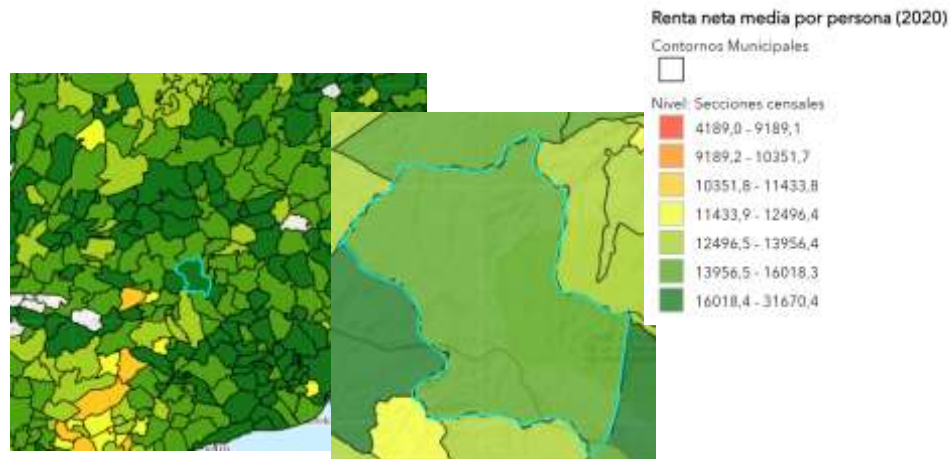 Renta neta media por persona (2020)
Contornos Municipales
Nivel: Secciones censales
4189,0 - 9189,1
9189,2 - 10351,7
10351,8 - 11433,8
11433,9 - 12496,4
12496,5 - 13956,4
13956,5 - 16018,3
16018,4 - 31670,4